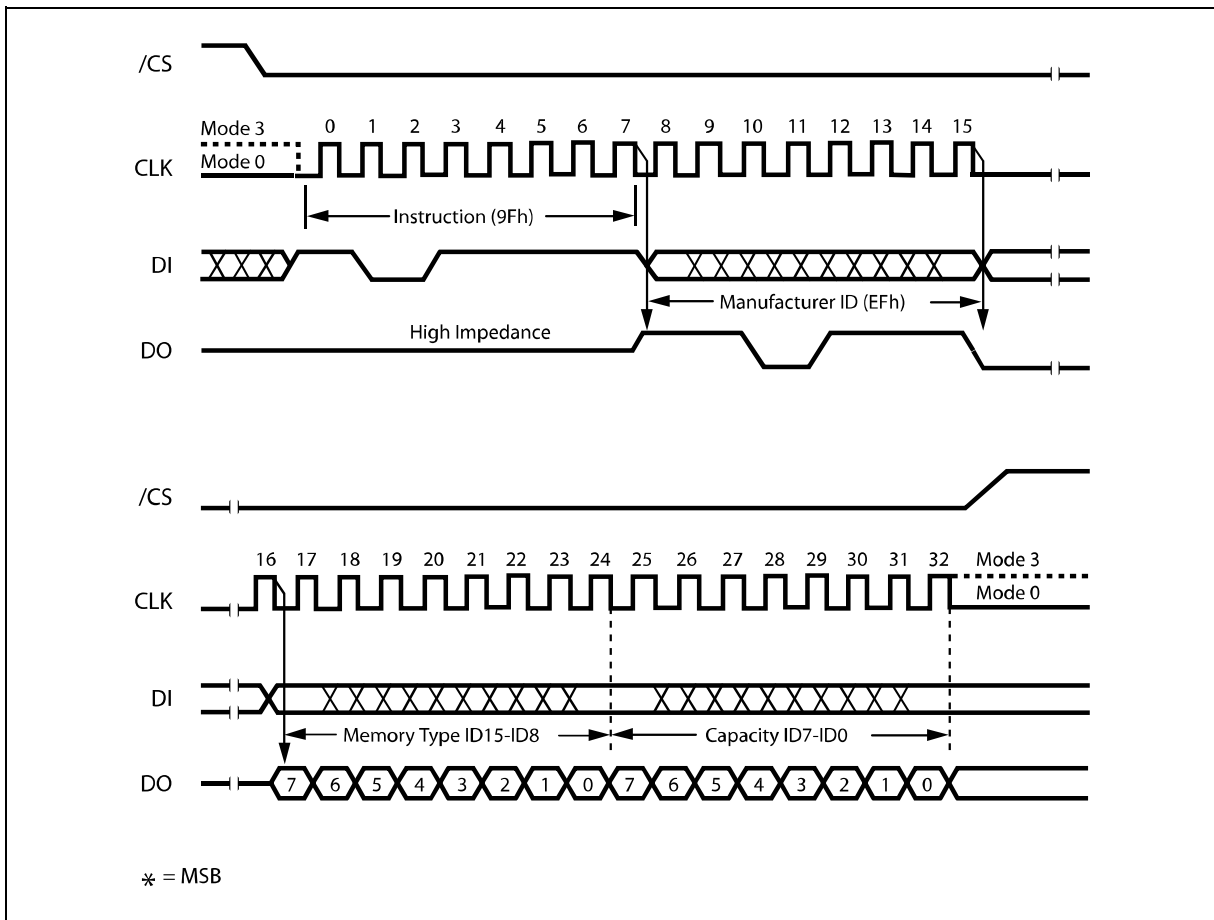 /CS
Mode 3
0 1 2 3 4 5 6 7 8 9 10 11 12 13 14 15
CLK
Mode 0
Instruction (9Fh)
DI
Manufacturer ID (EFh)
High Impedance
DO
/CS
16 17 18 19 20 21 22 23 24 25 26 27 28 29 30 31 32
Mode 3
CLK
Mode 0
DI
Memory Type ID15-ID8
Capacity ID7-ID0
DO
7 6 5 4 3 2 1 0 7 6 5 4 3 2 1 0
* = MSB